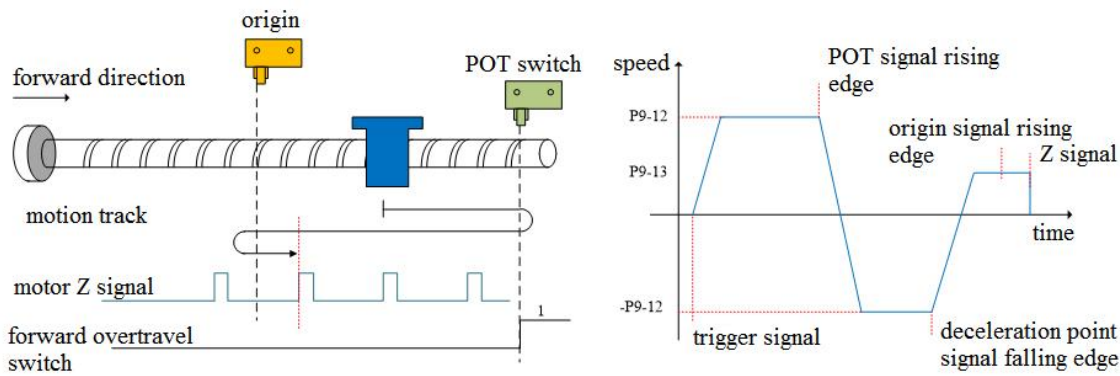 origin
forward direction
POT switch
motion track
motor Z signal
1
forward overtravel
switch
speed
POT signal rising
edge
P9-12
origin signal rising
edge
Z signal
P9-13
time
-P9-12
trigger signal
deceleration point
signal falling edge